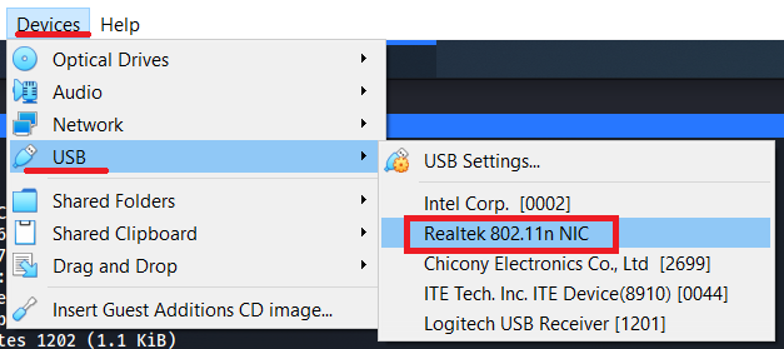 Devices Help
Optical Drives
Audio
Network
USB
USB Settings...
Intel Corp. [0002]
Realtek 802.11n NIC
Chicony Electronics Co., Ltd [2699]
ITE Tech. Inc. ITE Device(8910) [0044]
Logitech USB Receiver [1201]
Shared Folders
Shared Clipboard
Drag and Drop
Insert Guest Additions CD image...
tes 1202 (1.1 KiB)